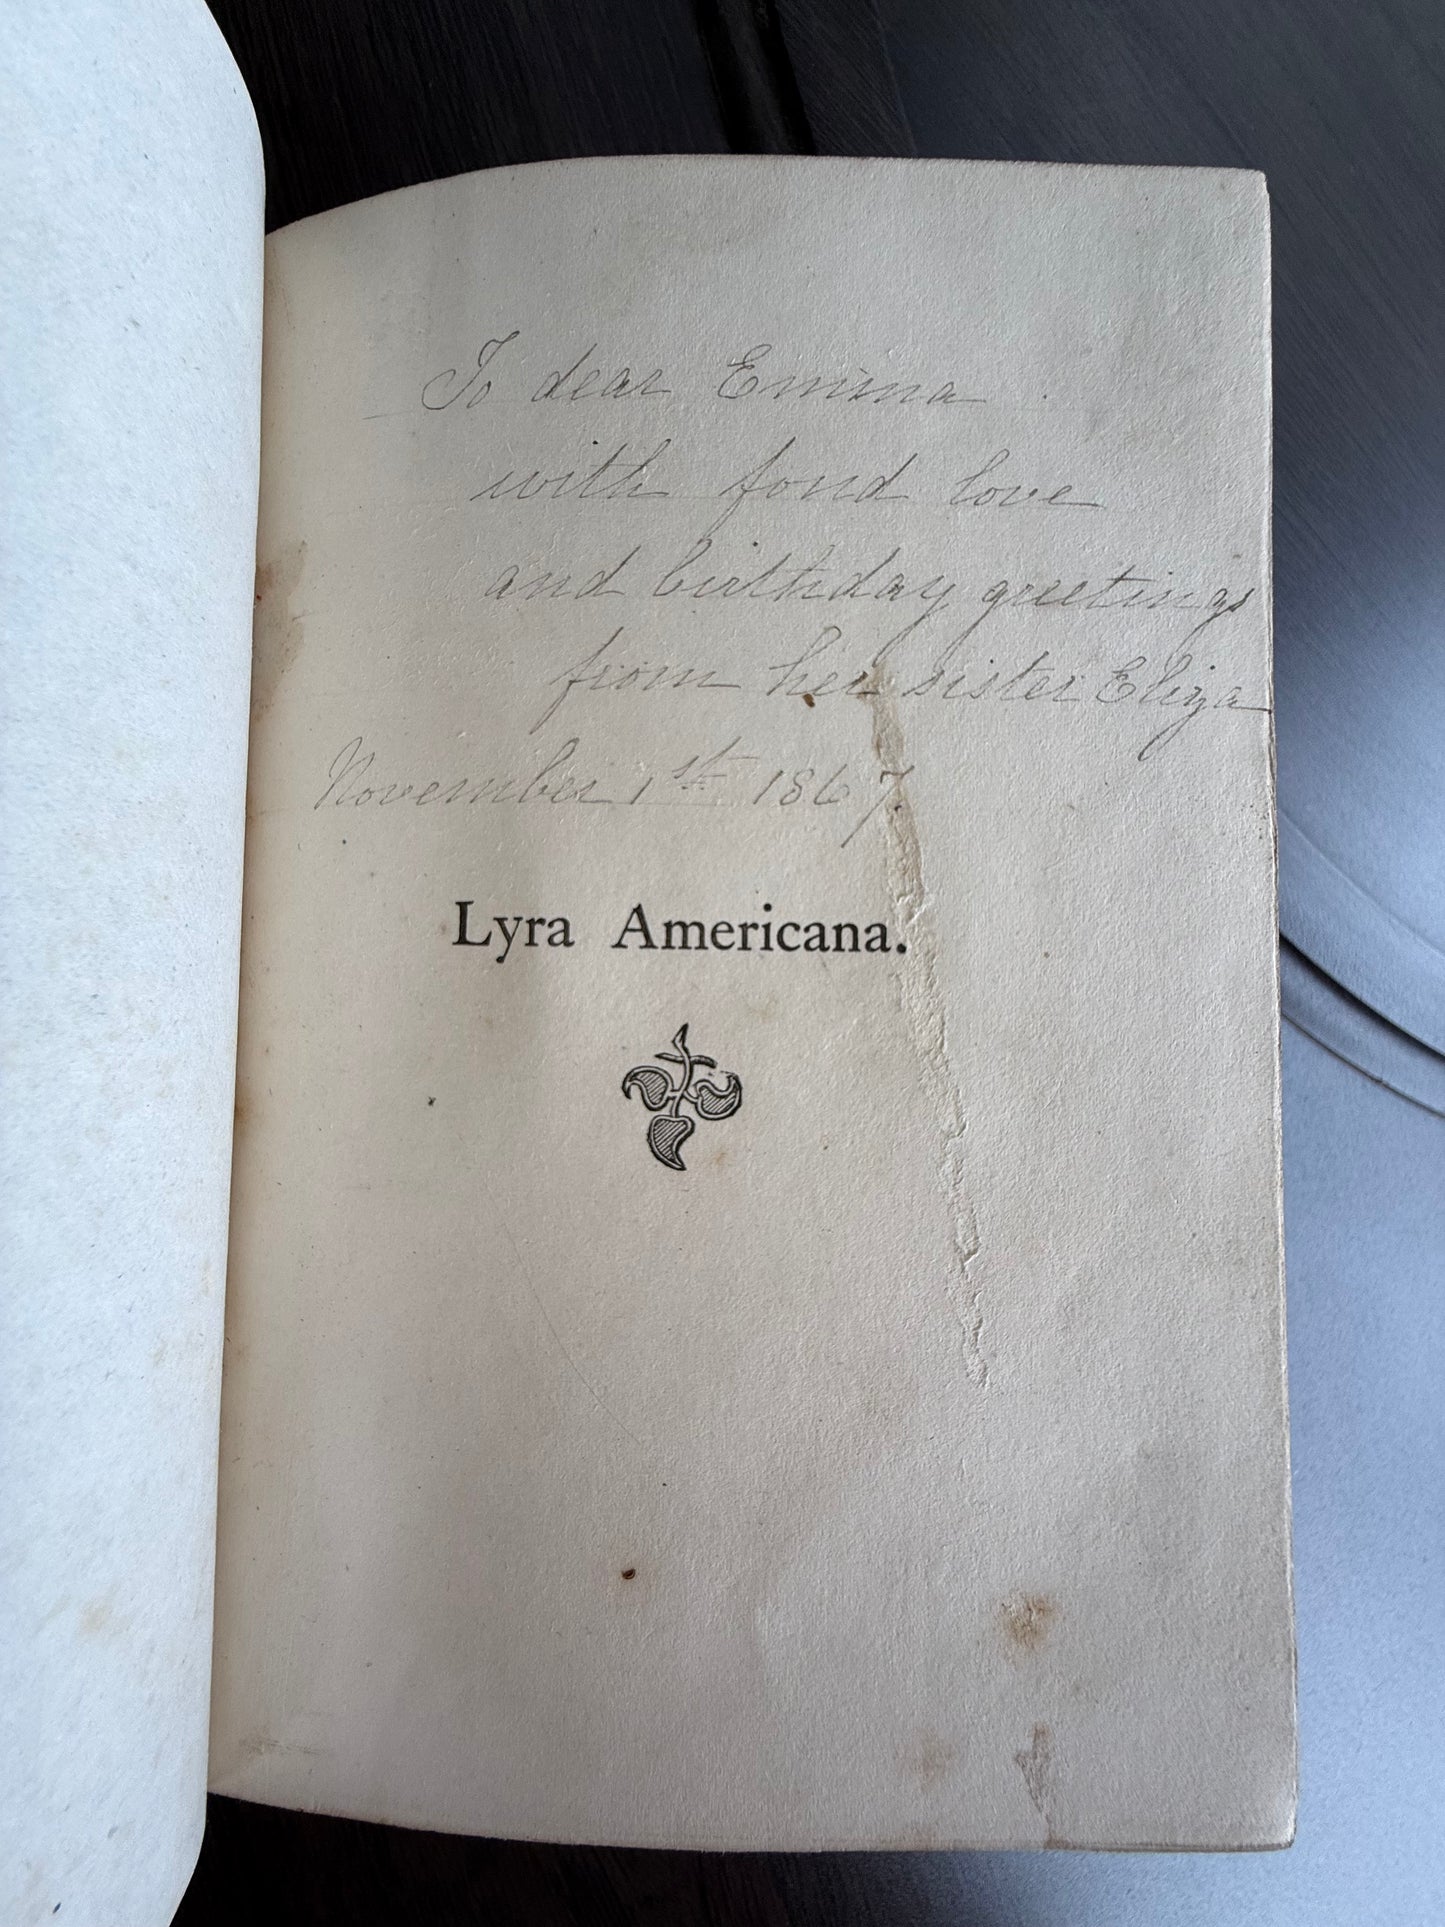 To dear Emma
with fond love
and birthday greetings
from her sister Eliza
November 1st 1867.
Lyra Americana.